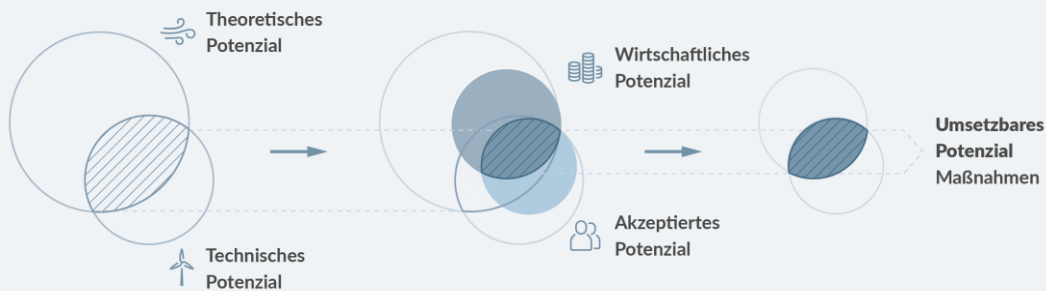 Theoretisches
Potenzial
Technisches
Potenzial
Wirtschaftliches
Potenzial
Akzeptiertes
Potenzial
Umsetzbares
Potenzial
Maßnahmen